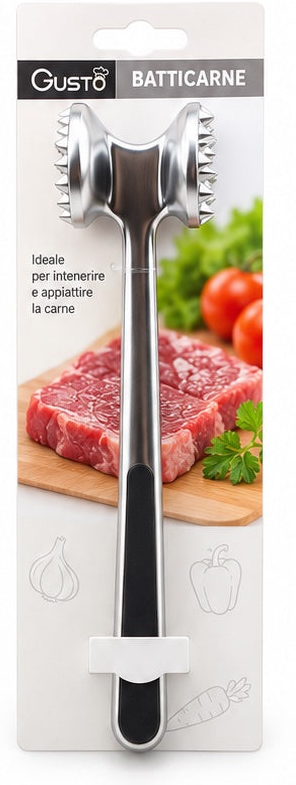 GUSTO
BATTICARNE
Ideale
per intenerire
e appiattire
la carne